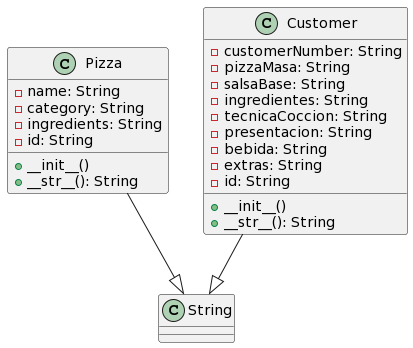 C Pizza
name: String
category: String
ingredients: String
id: String
__init__()
__str__(): String
C Customer
customerNumber: String
pizzaMasa: String
salsaBase: String
ingredientes: String
tecnicaCoccion: String
presentacion: String
bebida: String
extras: String
id: String
__init__()
__str__(): String
C String